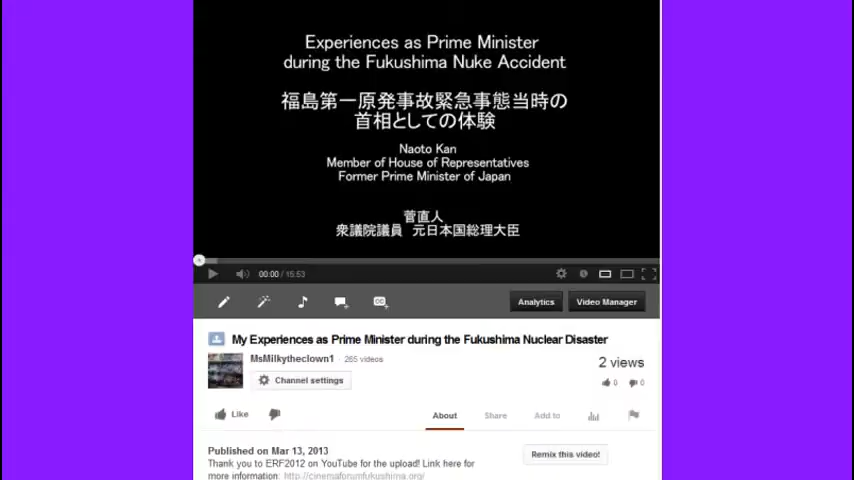 Experiences as Prime Minister
during the Fukushima Nuke Accident
福島第一原発事故緊急事態当時の
首相としての体験
Naoto Kan
Member of House of Representatives
Former Prime Minister of Japan
菅直人
衆議院議員 元日本国総理大臣
00:00 / 15:53
Analytics
Video Manager
My Experiences as Prime Minister during the Fukushima Nuclear Disaster
MsMilkytheclown1 · 265 videos
2 views
Channel settings
0 0
Like
About
Share
Add to
Published on Mar 13, 2013
Remix this video!
Thank you to ERF2012 on YouTube for the upload! Link here for
more information: http://cinemaforumfukushima.org/